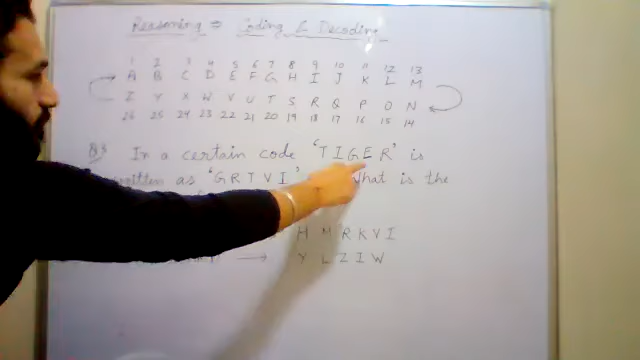 Reasoning ⇒ Coding & Decoding
1 2 3 4 5 6 7 8 9 10 11 12 13
A B C D E F G H I J K L M
Z Y X W V U T S R Q P O N
26 25 24 23 22 21 20 19 18 17 16 15 14
Q3 In a certain code 'TIGER' is
written as 'GRTVI' What is the
H M R K V I
→ Y L Z I W